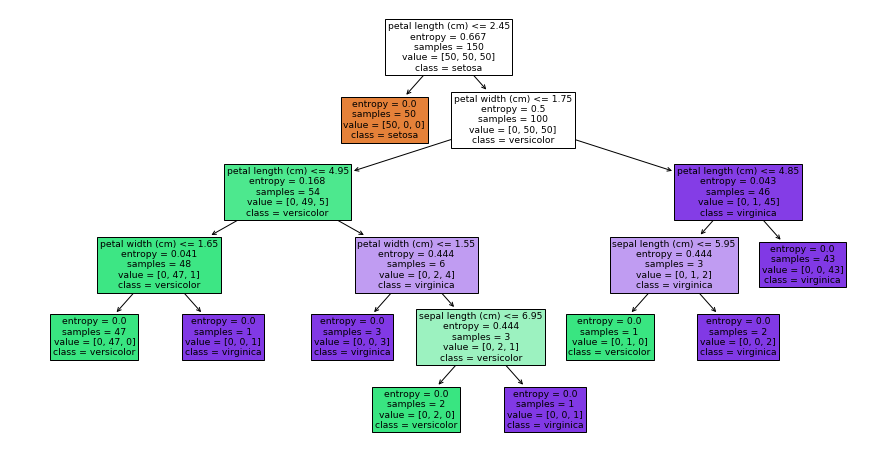 petal length (cm) <= 2.45
entropy = 0.667
samples = 150
value = [50, 50, 50]
class = setosa
entropy = 0.0
samples = 50
value = [50, 0, 0]
class = setosa
petal width (cm) <= 1.75
entropy = 0.5
samples = 100
value = [0, 50, 50]
class = versicolor
petal length (cm) <= 4.95
entropy = 0.168
samples = 54
value = [0, 49, 5]
class = versicolor
petal length (cm) <= 4.85
entropy = 0.043
samples = 46
value = [0, 1, 45]
class = virginica
petal width (cm) <= 1.65
entropy = 0.041
samples = 48
value = [0, 47, 1]
class = versicolor
petal width (cm) <= 1.55
entropy = 0.444
samples = 6
value = [0, 2, 4]
class = virginica
sepal length (cm) <= 5.95
entropy = 0.444
samples = 3
value = [0, 1, 2]
class = virginica
entropy = 0.0
samples = 43
value = [0, 0, 43]
class = virginica
entropy = 0.0
samples = 47
value = [0, 47, 0]
class = versicolor
entropy = 0.0
samples = 1
value = [0, 0, 1]
class = virginica
entropy = 0.0
samples = 3
value = [0, 0, 3]
class = virginica
sepal length (cm) <= 6.95
entropy = 0.444
samples = 3
value = [0, 2, 1]
class = versicolor
entropy = 0.0
samples = 1
value = [0, 1, 0]
class = versicolor
entropy = 0.0
samples = 2
value = [0, 0, 2]
class = virginica
entropy = 0.0
samples = 2
value = [0, 2, 0]
class = versicolor
entropy = 0.0
samples = 1
value = [0, 0, 1]
class = virginica